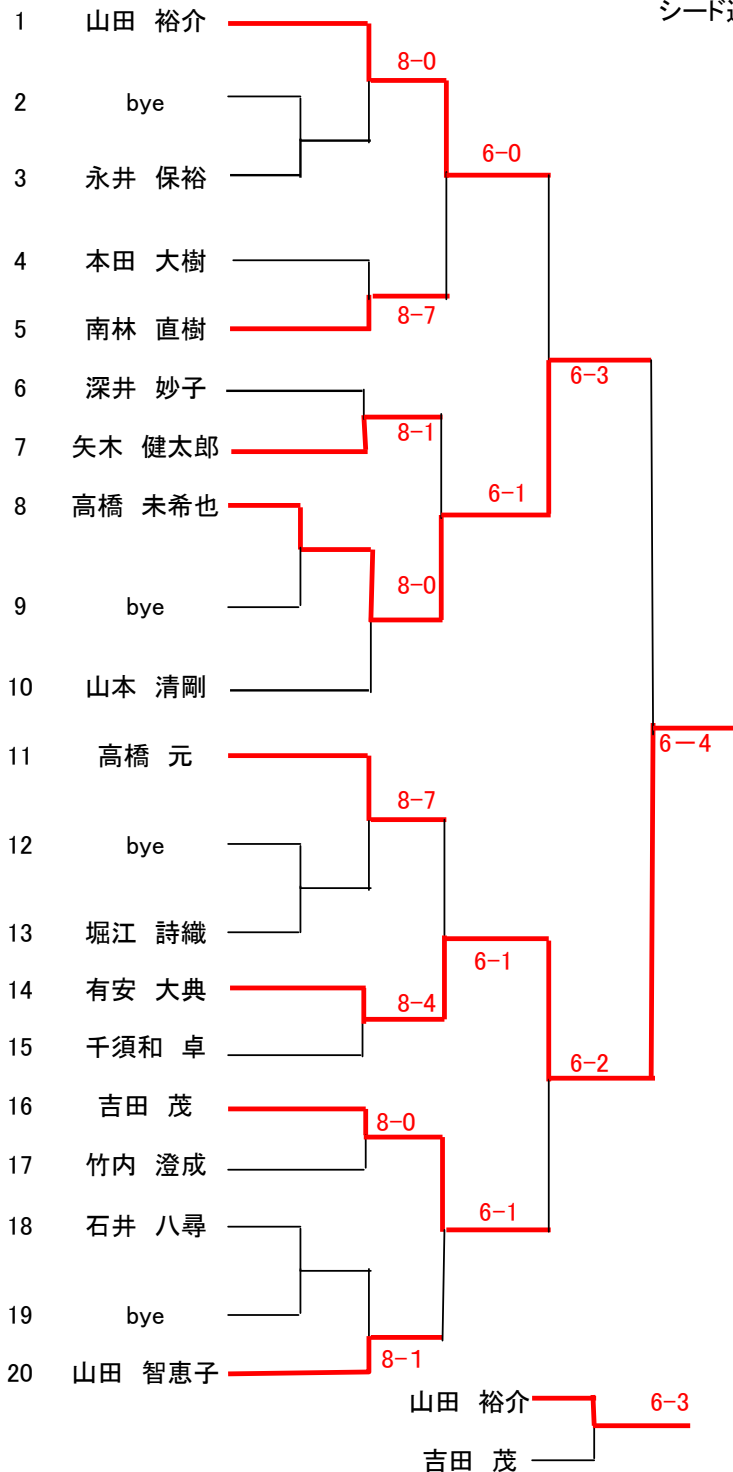 シード選
1 山田 裕介
8-0
2 bye
6-0
3 永井 保裕
4 本田 大樹
8-7
5 南林 直樹
6-3
6 深井 妙子
8-1
7 矢木 健太郎
6-1
8 高橋 未希也
8-0
9 bye
10 山本 清剛
6－4
11 高橋 元
8-7
12 bye
13 堀江 詩織
6-1
14 有安 大典
8-4
15 千須和 卓
6-2
16 吉田 茂
8-0
17 竹内 澄成
6-1
18 石井 八尋
19 bye
8-1
20 山田 智恵子
山田 裕介
6-3
吉田 茂